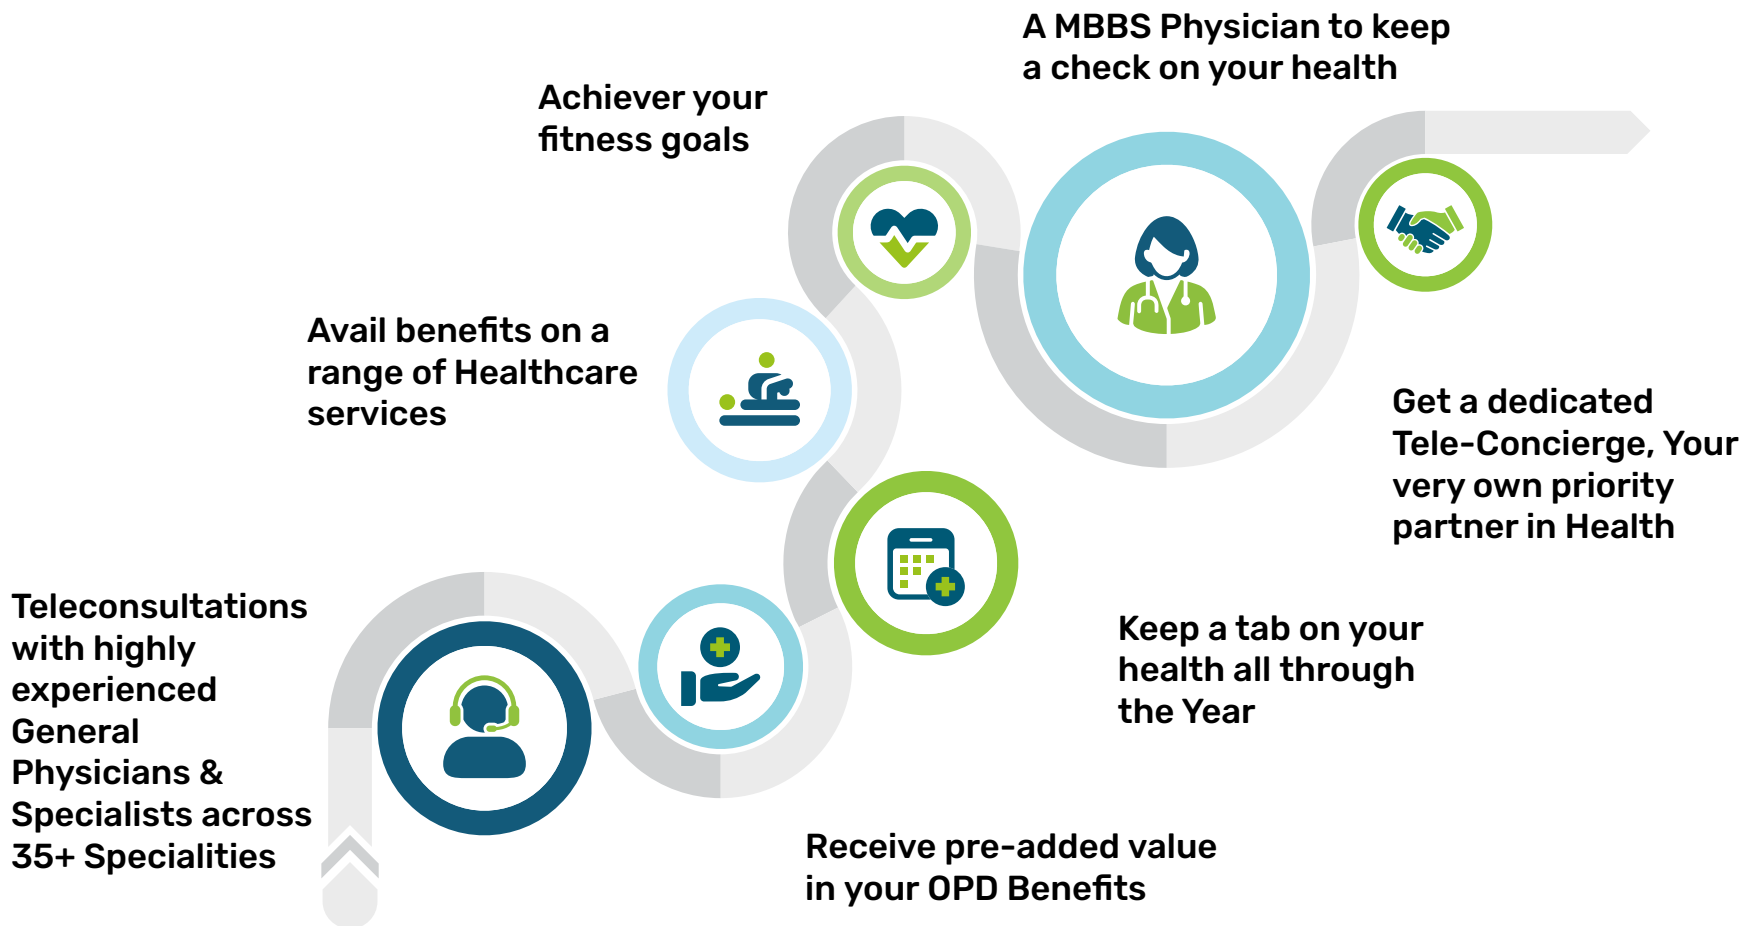 A MBBS Physician to keep
a check on your health
Achiever your
fitness goals
Avail benefits on a
range of Healthcare
services
Get a dedicated
Tele-Concierge, Your
very own priority
partner in Health
Teleconsultations
with highly
experienced
General
Physicians &
Specialists across
35+ Specialities
Keep a tab on your
health all through
the Year
Receive pre-added value
in your OPD Benefits